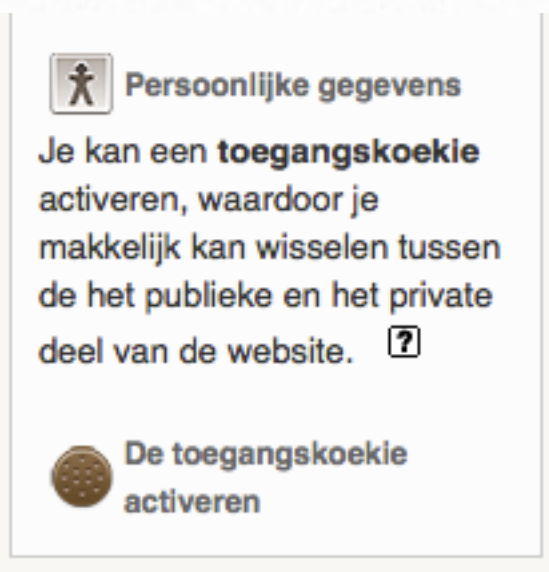 Persoonlijke gegevens
Je kan een toegangskoekie
activeren, waardoor je
makkelijk kan wisselen tussen
de het publieke en het private
deel van de website. ?
De toegangskoekie
activeren